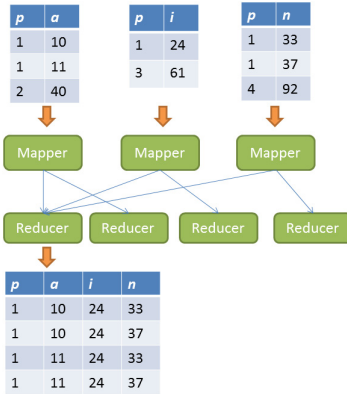 p a
1 10
1 11
2 40
p i
1 24
3 61
p n
1 33
1 37
4 92
Mapper Mapper Mapper
Reducer Reducer Reducer Reducer
p a i n
1 10 24 33
1 10 24 37
1 11 24 33
1 11 24 37